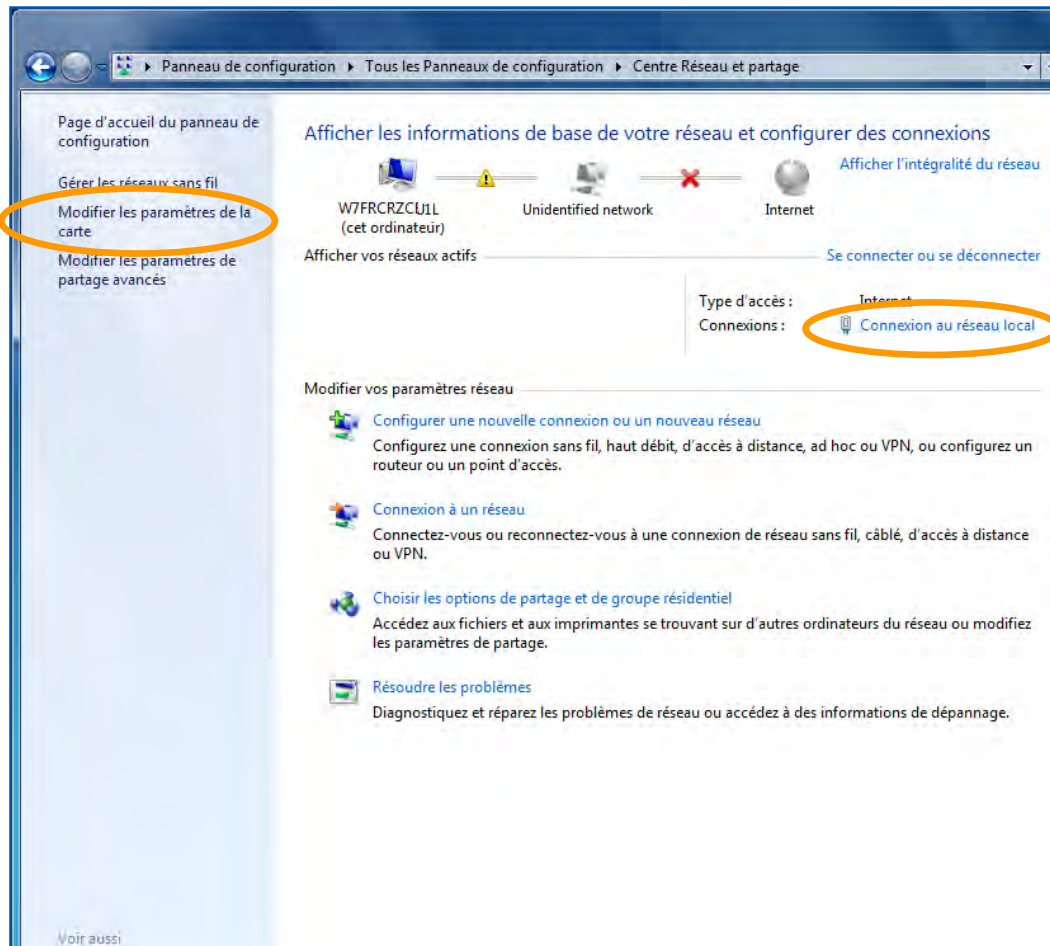 Panneau de configuration ▸ Tous les Panneaux de configuration ▸ Centre Réseau et partage
Page d'accueil du panneau de
configuration
Gérer les réseaux sans fil
Modifier les paramètres de la
carte
Modifier les paramètres de
partage avancés
Voir aussi
Afficher les informations de base de votre réseau et configurer des connexions
Afficher l'intégralité du réseau
W7FRCRZCU1L
(cet ordinateur)
Unidentified network
Internet
Afficher vos réseaux actifs
Se connecter ou se déconnecter
Type d'accès : Internet
Connexions : Connexion au réseau local
Modifier vos paramètres réseau
Configurer une nouvelle connexion ou un nouveau réseau
Configurez une connexion sans fil, haut débit, d'accès à distance, ad hoc ou VPN, ou configurez un
routeur ou un point d'accès.
Connexion à un réseau
Connectez-vous ou reconnectez-vous à une connexion de réseau sans fil, câblé, d'accès à distance
ou VPN.
Choisir les options de partage et de groupe résidentiel
Accédez aux fichiers et aux imprimantes se trouvant sur d'autres ordinateurs du réseau ou modifiez
les paramètres de partage.
Résoudre les problèmes
Diagnostiquez et réparez les problèmes de réseau ou accédez à des informations de dépannage.